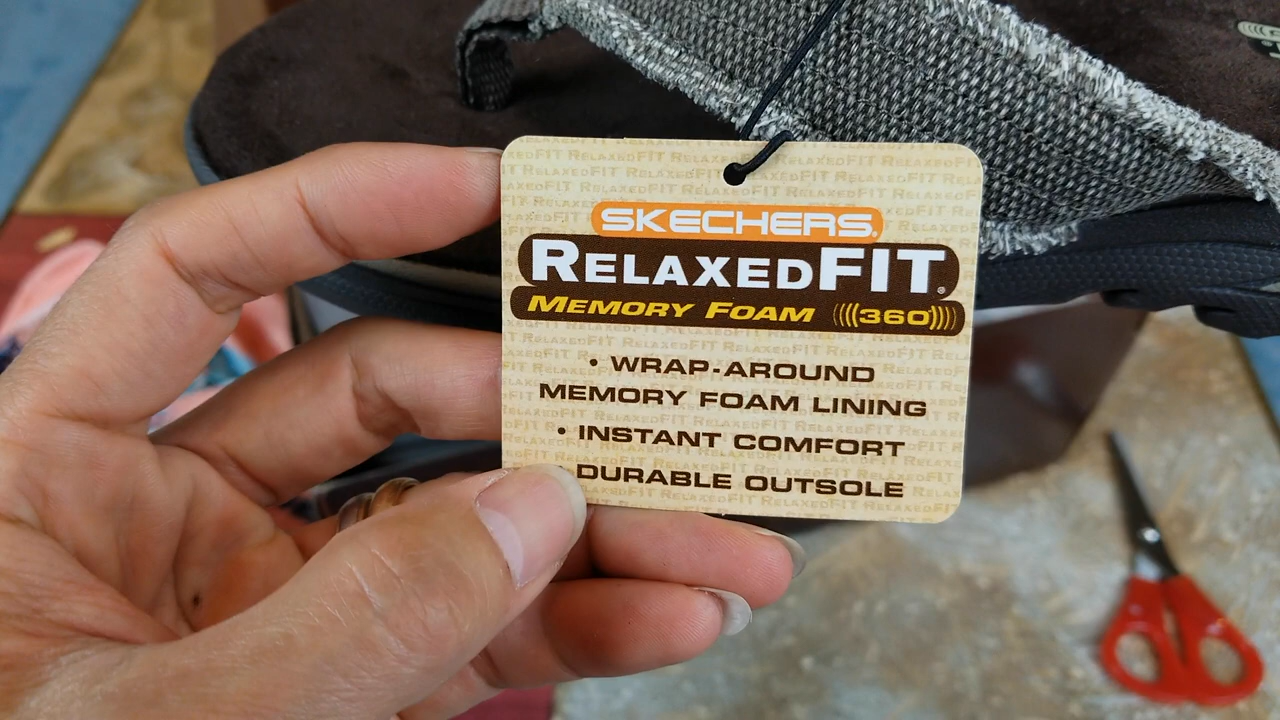 SKECHERS®
RELAXEDFIT®
MEMORY FOAM (((360)))
• WRAP-AROUND
MEMORY FOAM LINING
• INSTANT COMFORT
DURABLE OUTSOLE